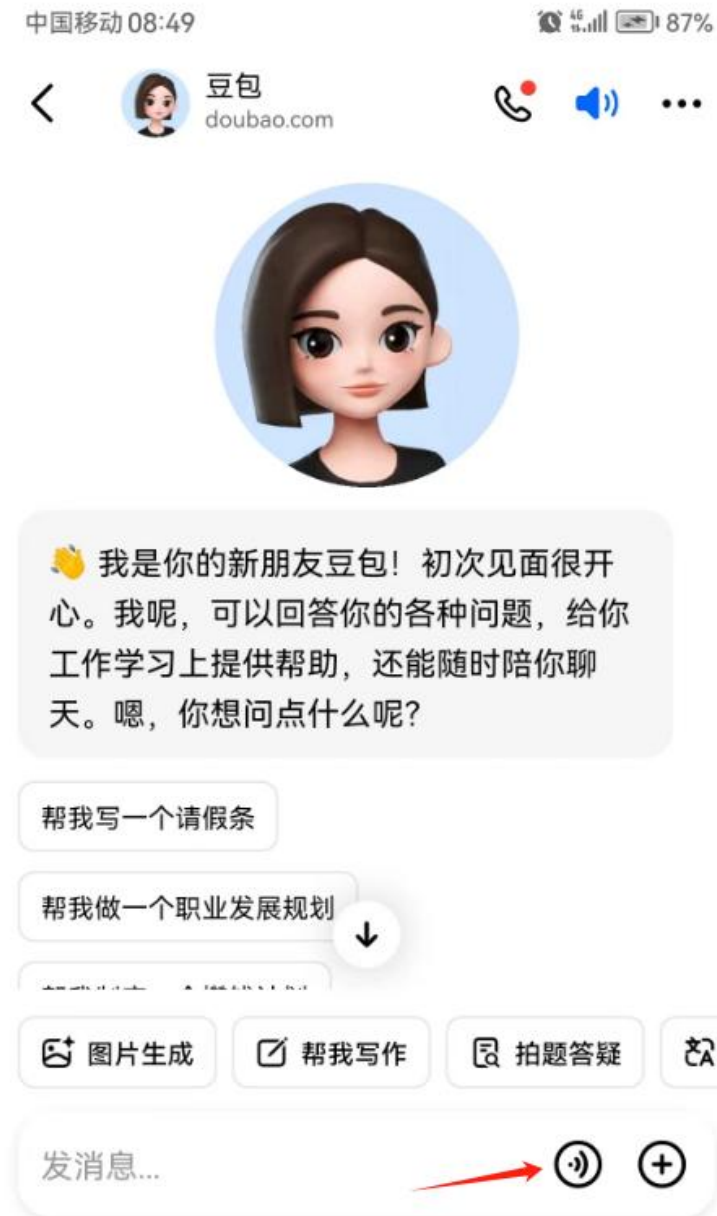 中国移动 08:49
4G
87%
豆包
doubao.com
👋 我是你的新朋友豆包！初次见面很开
心。我呢，可以回答你的各种问题，给你
工作学习上提供帮助，还能随时陪你聊
天。嗯，你想问点什么呢？
帮我写一个请假条
帮我做一个职业发展规划
图片生成 帮我写作 拍题答疑
发消息...